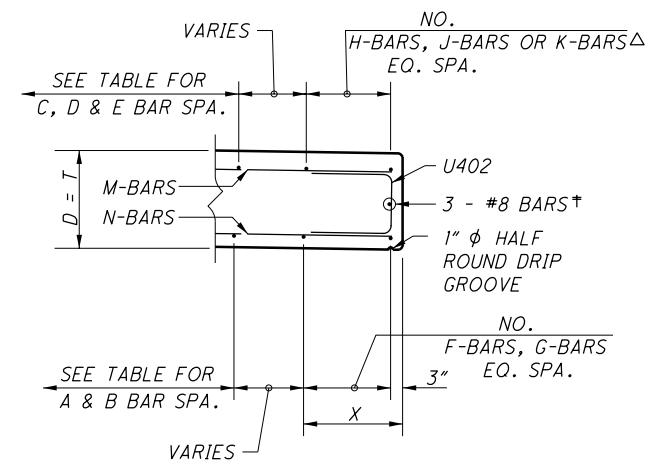 NO.
VARIES
H-BARS, J-BARS OR K-BARS△
EQ. SPA.
SEE TABLE FOR
C, D & E BAR SPA.
U402
M-BARS
D = T
3 - #8 BARS‡
N-BARS
1" ϕ HALF
ROUND DRIP
GROOVE
NO.
F-BARS, G-BARS
EQ. SPA.
SEE TABLE FOR
3"
A & B BAR SPA.
X
VARIES